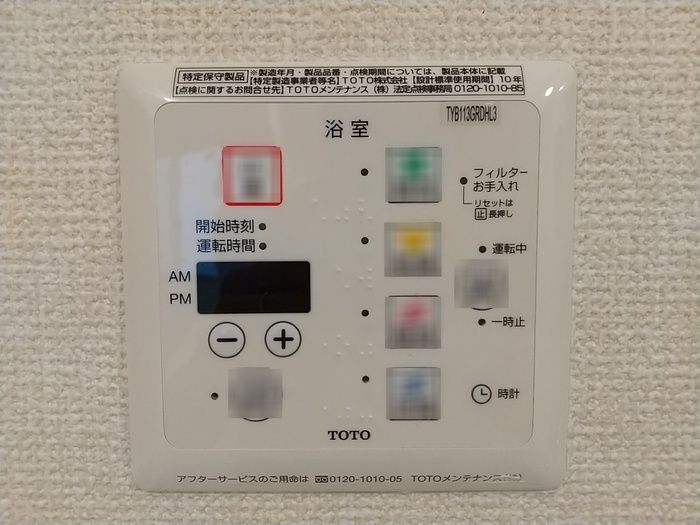 特定保守製品 ※製造年月・製品品番・点検期間については、製品本体に記載
【特定製造事業者等名】TOTO株式会社【設計標準使用期間】10年
【点検に関するお問合せ先】TOTOメンテナンス(株)法定点検事務局0120-1010-85
TYB113GRDHL3
浴室
フィルター
お手入れ
リセットは
止長押し
開始時刻
運転時間
運転中
AM
PM
一時止
時計
TOTO
アフターサービスのご用命は 0120-1010-05 TOTOメンテナンス